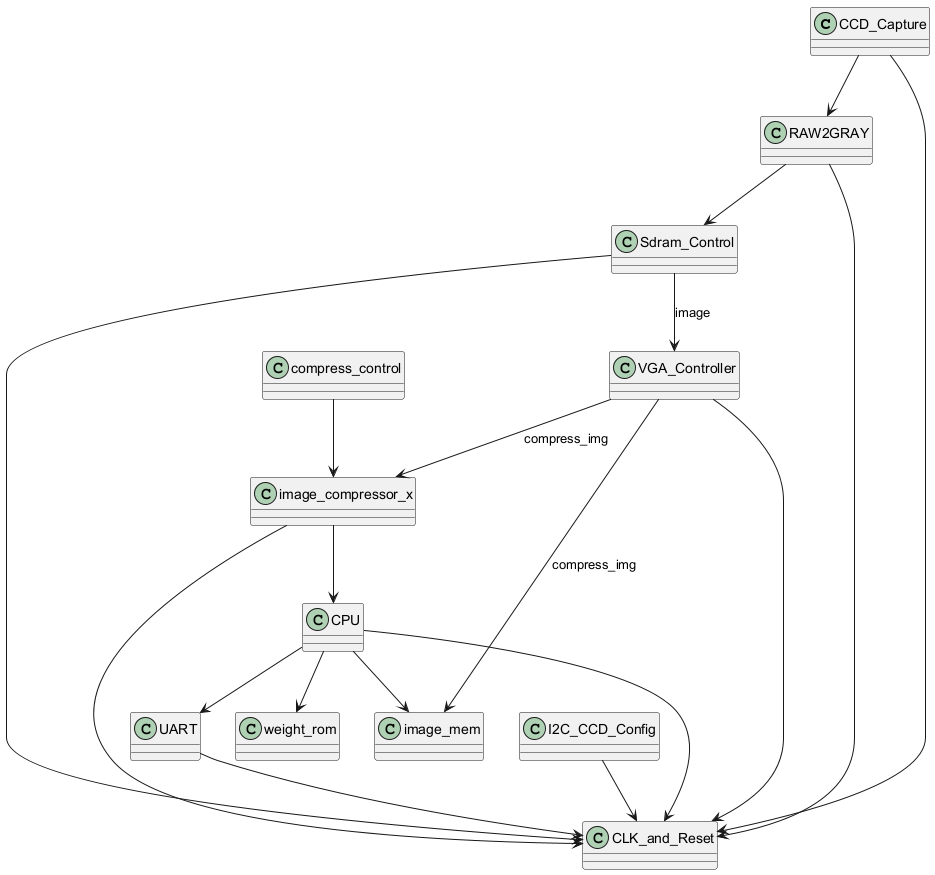 C CCD_Capture
C RAW2GRAY
C Sdram_Control
image
C compress_control
C VGA_Controller
compress_img
C image_compressor_x
compress_img
C CPU
C UART
C weight_rom
C image_mem
C I2C_CCD_Config
C CLK_and_Reset